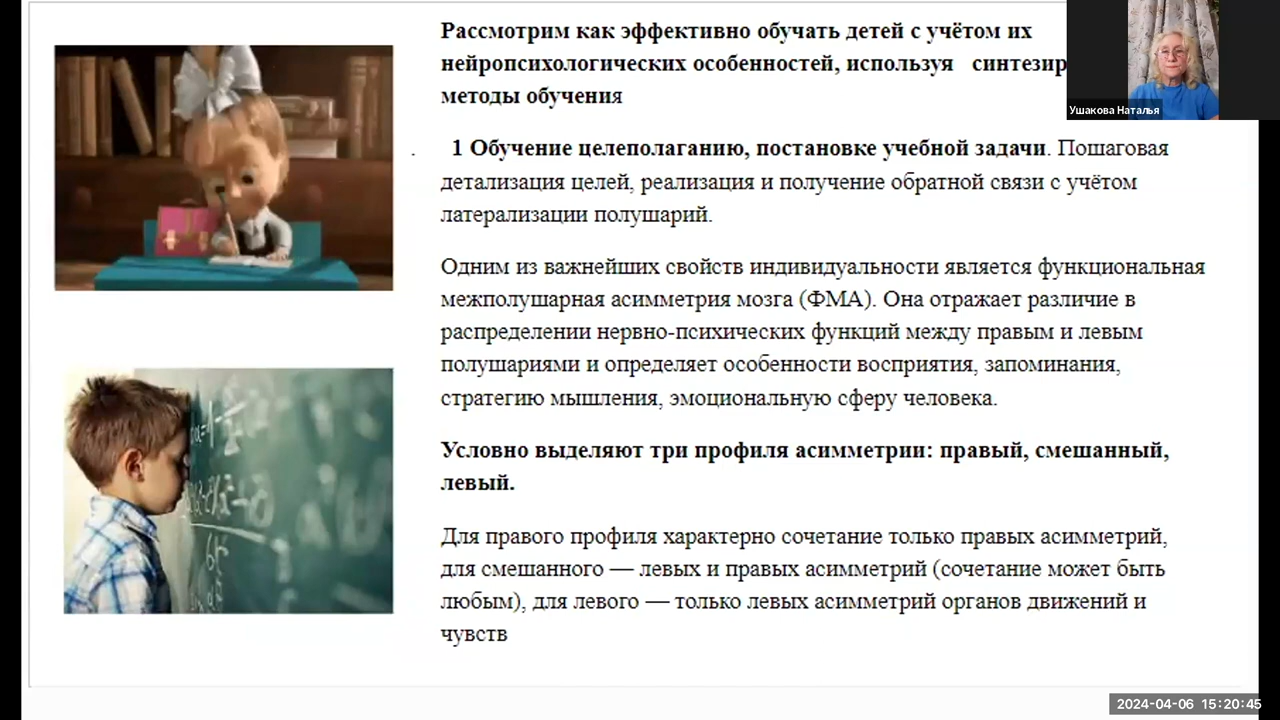 Рассмотрим как эффективно обучать детей с учётом их
нейропсихологических особенностей, используя синтезир
методы обучения
. 1 Обучение целеполаганию, постановке учебной задачи. Пошаговая
детализация целей, реализация и получение обратной связи с учётом
латерализации полушарий.
Одним из важнейших свойств индивидуальности является функциональная
межполушарная асимметрия мозга (ФМА). Она отражает различие в
распределении нервно-психических функций между правым и левым
полушариями и определяет особенности восприятия, запоминания,
стратегию мышления, эмоциональную сферу человека.
Условно выделяют три профиля асимметрии: правый, смешанный,
левый.
Для правого профиля характерно сочетание только правых асимметрий,
для смешанного — левых и правых асимметрий (сочетание может быть
любым), для левого — только левых асимметрий органов движений и
чувств
Ушакова Наталья
2024-04-06 15:20:45